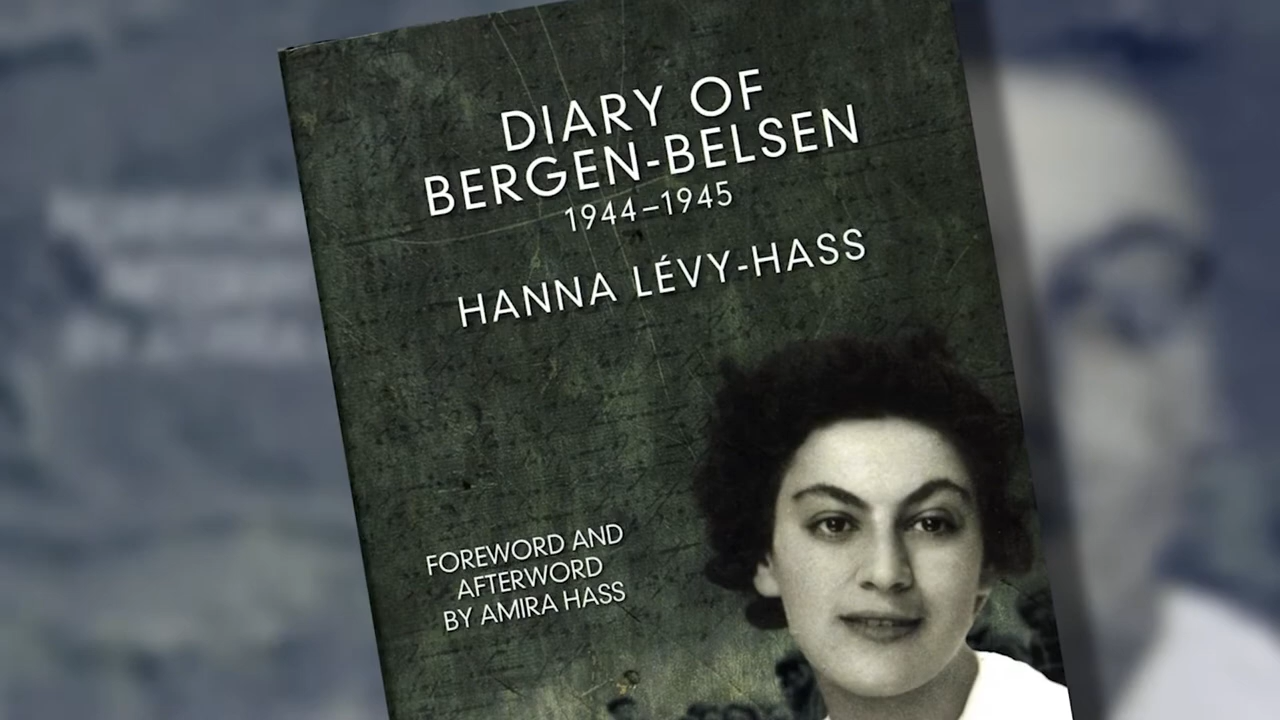 DIARY OF
BERGEN-BELSEN
1944–1945
HANNA LÉVY-HASS
FOREWORD AND
AFTERWORD
BY AMIRA HASS